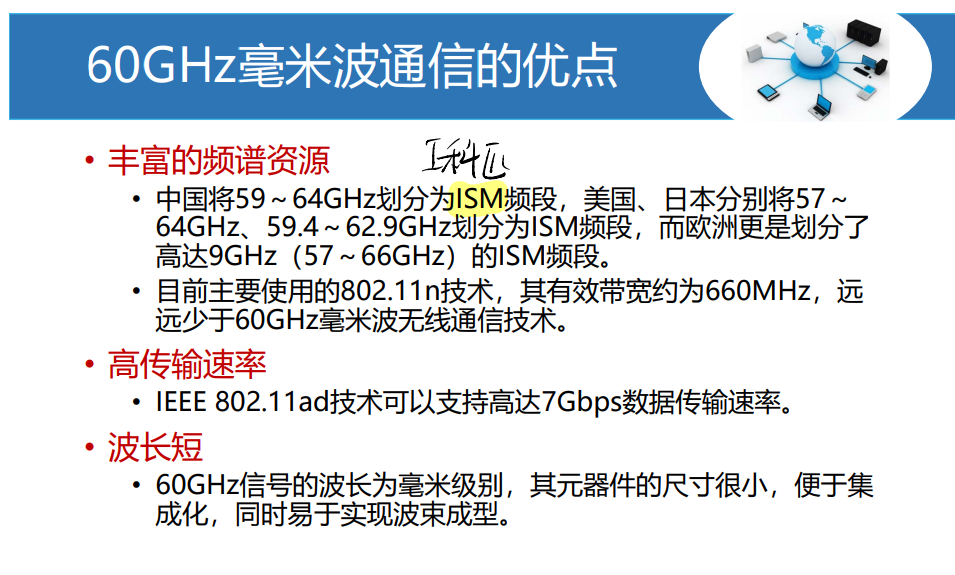 60GHz毫米波通信的优点
• 丰富的频谱资源
工科医
• 中国将59～64GHz划分为ISM频段，美国、日本分别将57～
64GHz、59.4～62.9GHz划分为ISM频段，而欧洲更是划分了
高达9GHz（57～66GHz）的ISM频段。
• 目前主要使用的802.11n技术，其有效带宽约为660MHz，远
远少于60GHz毫米波无线通信技术。
• 高传输速率
• IEEE 802.11ad技术可以支持高达7Gbps数据传输速率。
• 波长短
• 60GHz信号的波长为毫米级别，其元器件的尺寸很小，便于集
成化，同时易于实现波束成型。